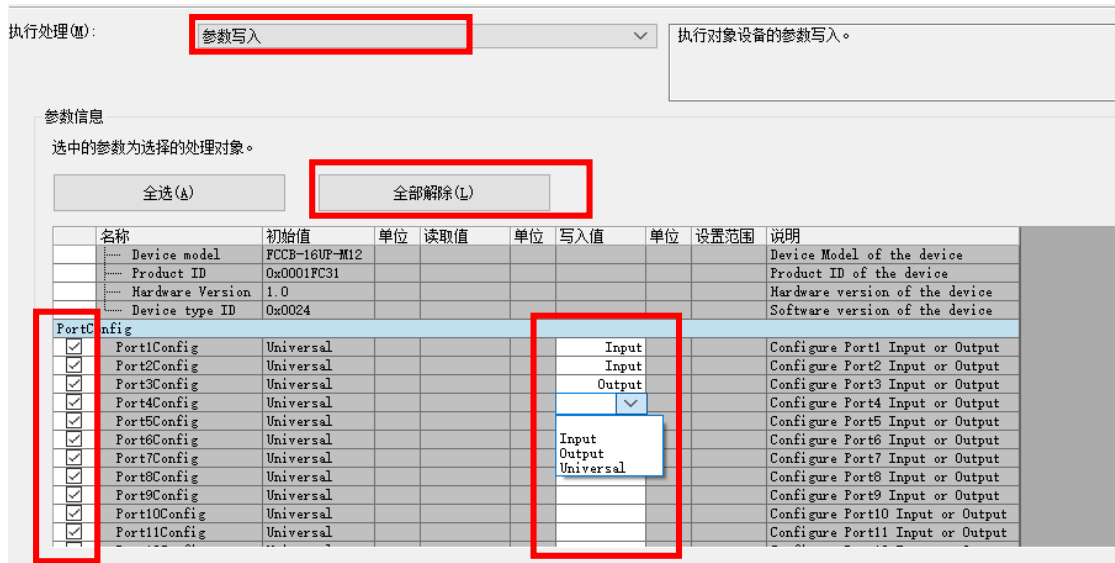 执行处理(M): 参数写入 执行对象设备的参数写入。
参数信息
选中的参数为选择的处理对象。
全选(A) 全部解除(L)
名称 初始值 单位 读取值 单位 写入值 单位 设置范围 说明
Device model FCCB-16UP-M12 Device Model of the device
Product ID 0x0001FC31 Product ID of the device
Hardware Version 1.0 Hardware version of the device
Device type ID 0x0024 Software version of the device
PortConfig
Port1Config Universal Input Configure Port1 Input or Output
Port2Config Universal Input Configure Port2 Input or Output
Port3Config Universal Output Configure Port3 Input or Output
Port4Config Universal Configure Port4 Input or Output
Port5Config Universal Configure Port5 Input or Output
Port6Config Universal Input Configure Port6 Input or Output
Port7Config Universal Output Configure Port7 Input or Output
Port8Config Universal Universal Configure Port8 Input or Output
Port9Config Universal Configure Port9 Input or Output
Port10Config Universal Configure Port10 Input or Output
Port11Config Universal Configure Port11 Input or Output